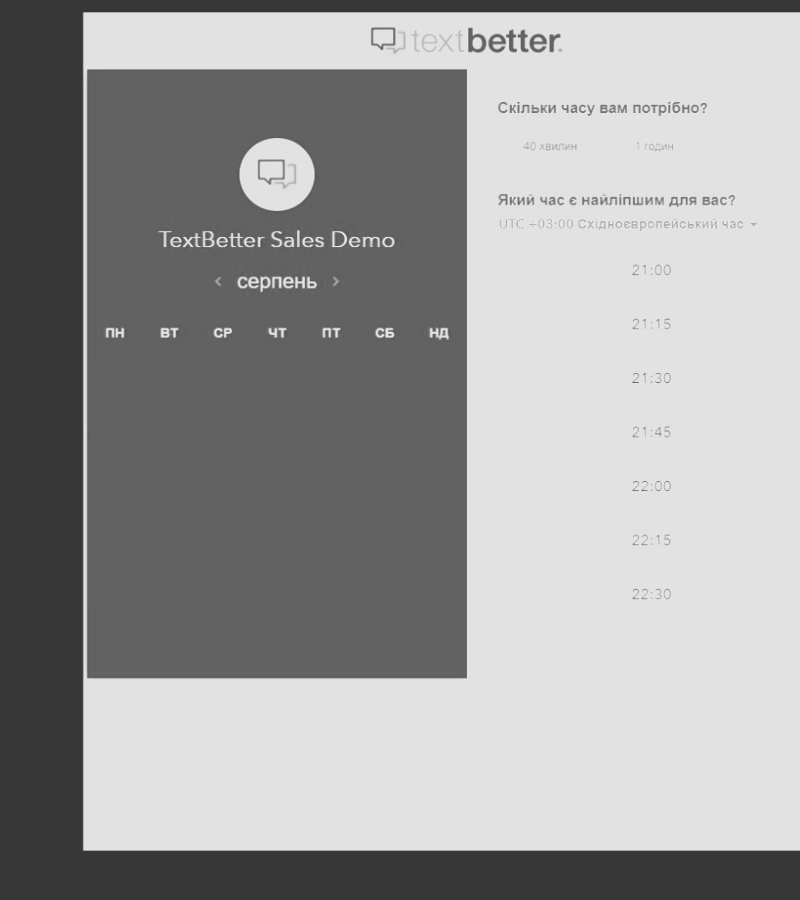 textbetter.
TextBetter Sales Demo
серпень
ПН ВТ СР ЧТ ПТ СБ НД
Скільки часу вам потрібно?
40 хвилин 1 годин
Який час є найліпшим для вас?
UTC +03:00 Східноєвропейський час
21:00
21:15
21:30
21:45
22:00
22:15
22:30